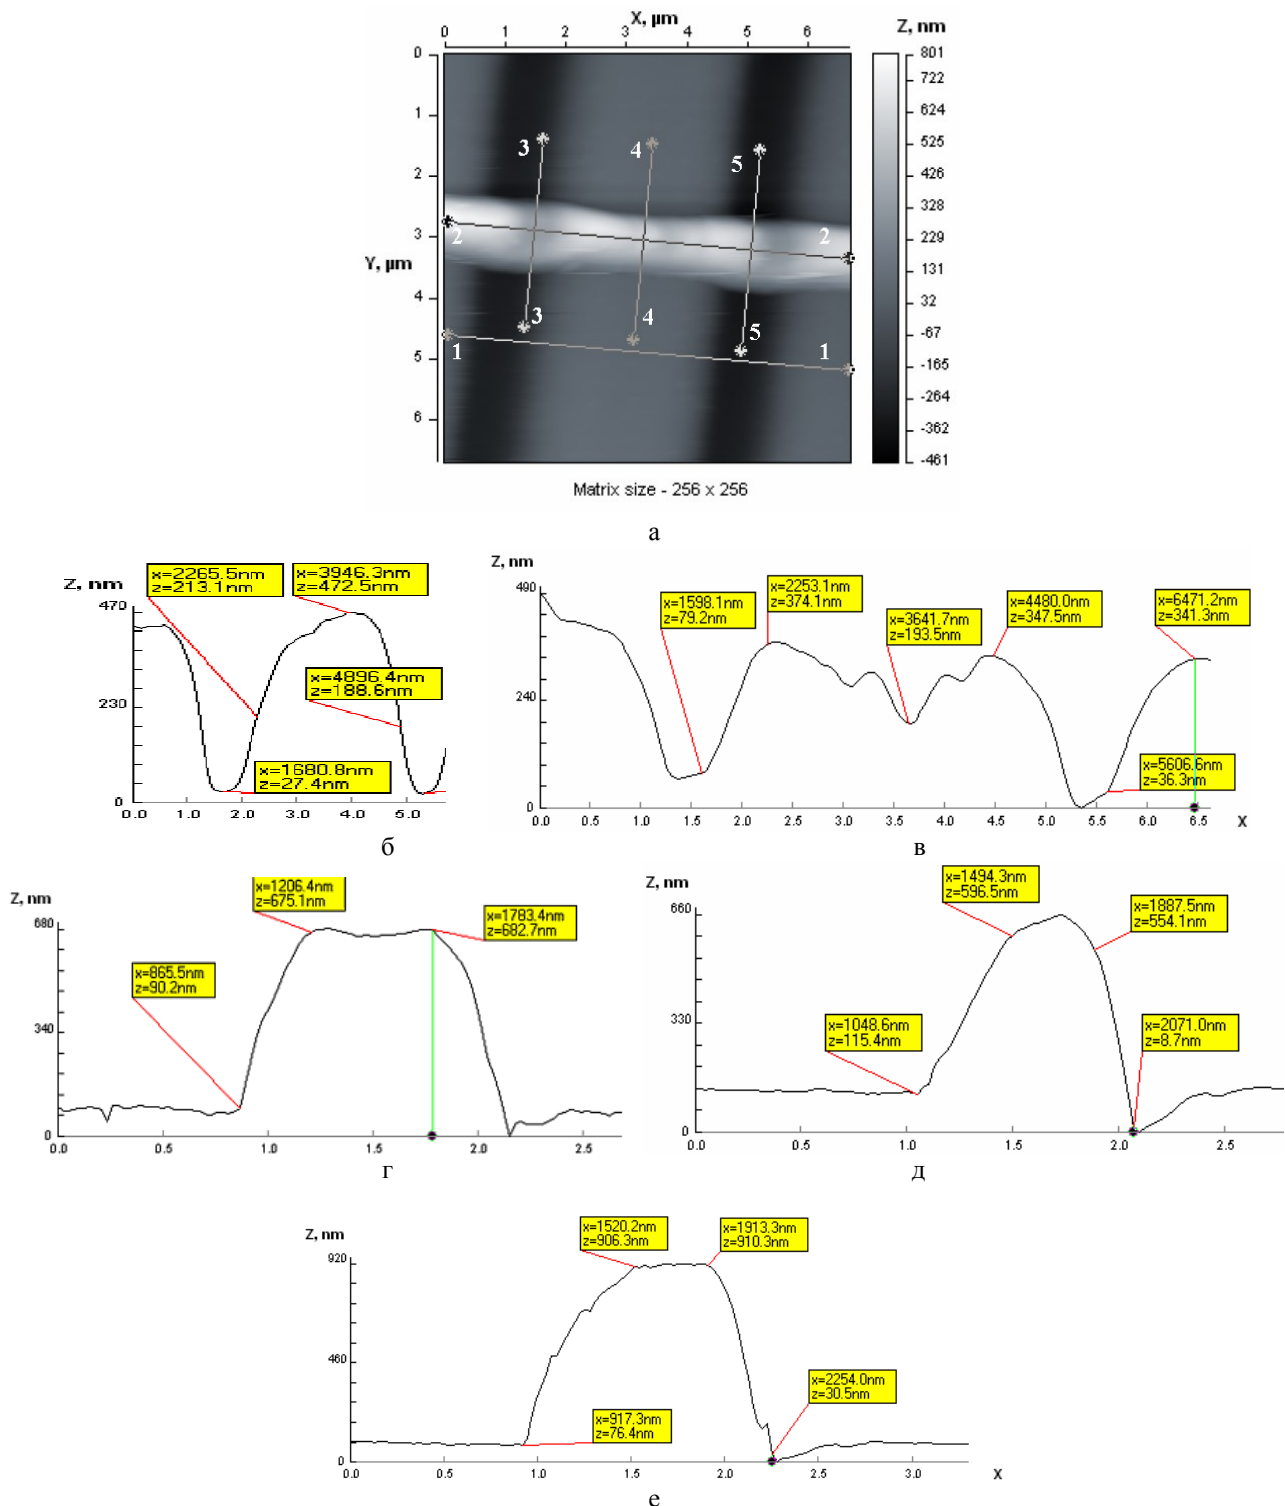 X, µm
Z, nm
0 1 2 3 4 5 6
0
1
2
3
4
5
6
Y, µm
801
722
624
525
426
328
229
131
32
-67
-165
-264
-362
-461
3 4 5
2 2
3 4 5
1 1
Matrix size - 256 x 256
а
Z, nm
470
230
0
0.0 1.0 2.0 3.0 4.0 5.0
x=2265.5nm
z=213.1nm
x=3946.3nm
z=472.5nm
x=4896.4nm
z=188.6nm
x=1680.8nm
z=27.4nm
б
Z, nm
490
240
0
0.0 0.5 1.0 1.5 2.0 2.5 3.0 3.5 4.0 4.5 5.0 5.5 6.0 6.5 X
x=1598.1nm
z=79.2nm
x=2253.1nm
z=374.1nm
x=3641.7nm
z=193.5nm
x=4480.0nm
z=347.5nm
x=6471.2nm
z=341.3nm
x=5606.6nm
z=36.3nm
в
Z, nm
680
340
0
0.0 0.5 1.0 1.5 2.0 2.5
x=1206.4nm
z=675.1nm
x=1783.4nm
z=682.7nm
x=865.5nm
z=90.2nm
г
Z, nm
660
330
0
0.0 0.5 1.0 1.5 2.0 2.5
x=1494.3nm
z=596.5nm
x=1887.5nm
z=554.1nm
x=1048.6nm
z=115.4nm
x=2071.0nm
z=8.7nm
д
Z, nm
920
460
0
0.0 0.5 1.0 1.5 2.0 2.5 3.0 X
x=1520.2nm
z=906.3nm
x=1913.3nm
z=910.3nm
x=917.3nm
z=76.4nm
x=2254.0nm
z=30.5nm
е